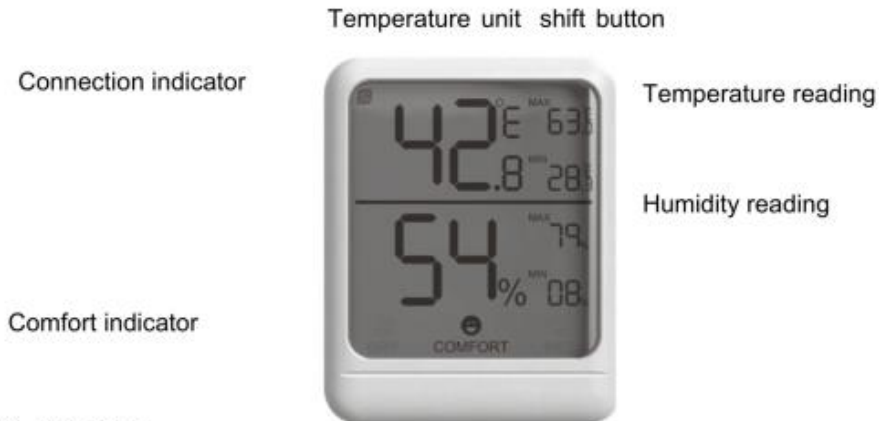 Temperature unit shift button
Connection indicator
Temperature reading
42.8 °F MAX 63.5
MIN 28.5
Humidity reading
54% MAX 79%
MIN 08%
Comfort indicator
COMFORT